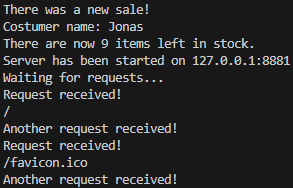 There was a new sale!
Costumer name: Jonas
There are now 9 items left in stock.
Server has been started on 127.0.0.1:8881
Waiting for requests...
Request received!
/
Another request received!
Request received!
/favicon.ico
Another request received!